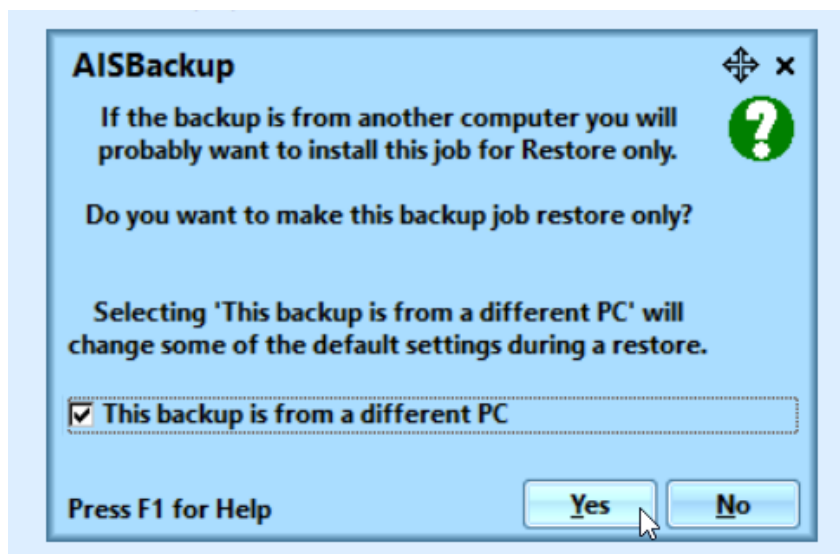 AISBackup
If the backup is from another computer you will
probably want to install this job for Restore only.
Do you want to make this backup job restore only?
Selecting 'This backup is from a different PC' will
change some of the default settings during a restore.
This backup is from a different PC
Press F1 for Help
Yes
No